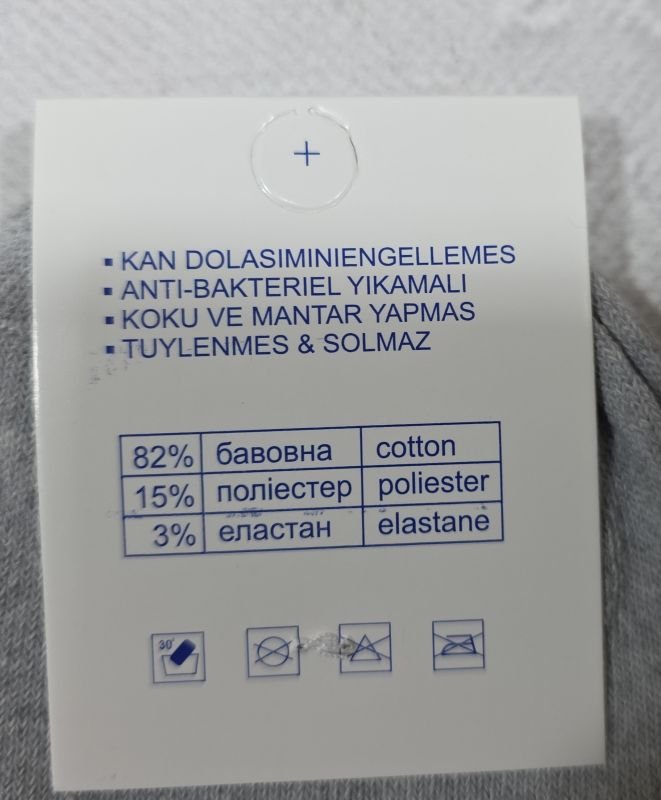 ▪ KAN DOLASIMINIENGELLEMES
▪ ANTI-BAKTERIEL YIKAMALI
▪ KOKU VE MANTAR YAPMAS
▪ TUYLENMES & SOLMAZ
82% бавовна cotton
15% поліестер poliester
3% еластан elastane
30°